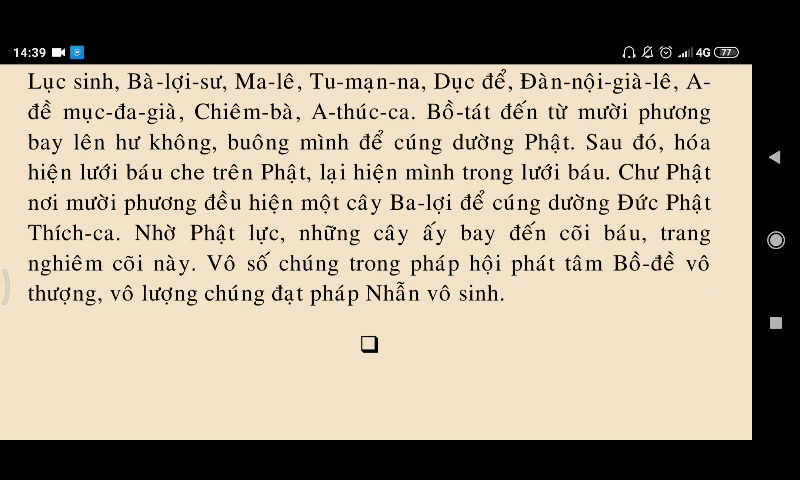 14:39
4G 77
Lục sinh, Bà-lợi-sư, Ma-lê, Tu-mạn-na, Dục để, Đàn-nội-già-lê, A-
đề mục-đa-già, Chiêm-bà, A-thúc-ca. Bồ-tát đến từ mười phương
bay lên hư không, buông mình để cúng dường Phật. Sau đó, hóa
hiện lưới báu che trên Phật, lại hiện mình trong lưới báu. Chư Phật
nơi mười phương đều hiện một cây Ba-lợi để cúng dường Đức Phật
Thích-ca. Nhờ Phật lực, những cây ấy bay đến cõi báu, trang
nghiêm cõi này. Vô số chúng trong pháp hội phát tâm Bồ-đề vô
thượng, vô lượng chúng đạt pháp Nhẫn vô sinh.